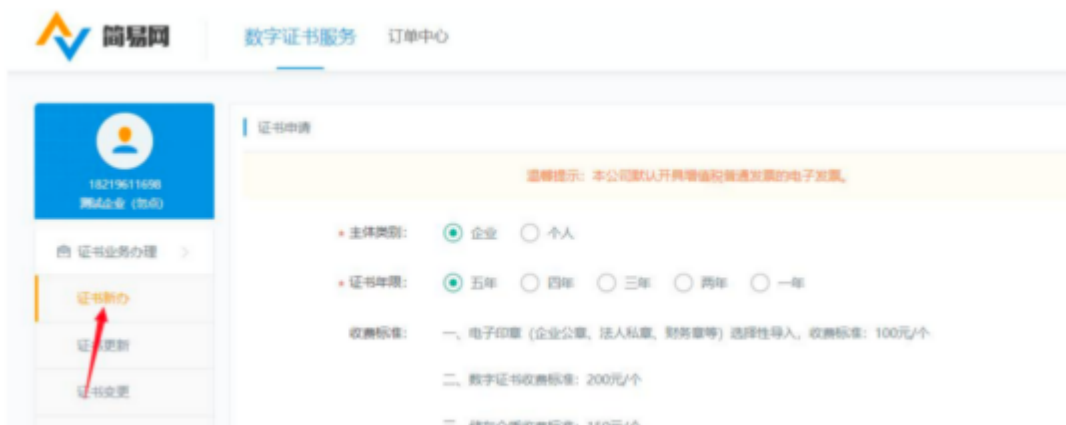 简易网
数字证书服务 订单中心
18219611698
测试企业（勿点）
证书申请
温馨提示：本公司默认开具增值税普通发票的电子发票。
证书业务办理
* 主体类别： 企业 个人
证书新办
* 证书年限： 五年 四年 三年 两年 一年
证书更新
收费标准： 一、电子印章（企业公章、法人私章、财务章等）选择性导入，收费标准：100元/个
证书变更
二、数字证书收费标准：200元/个